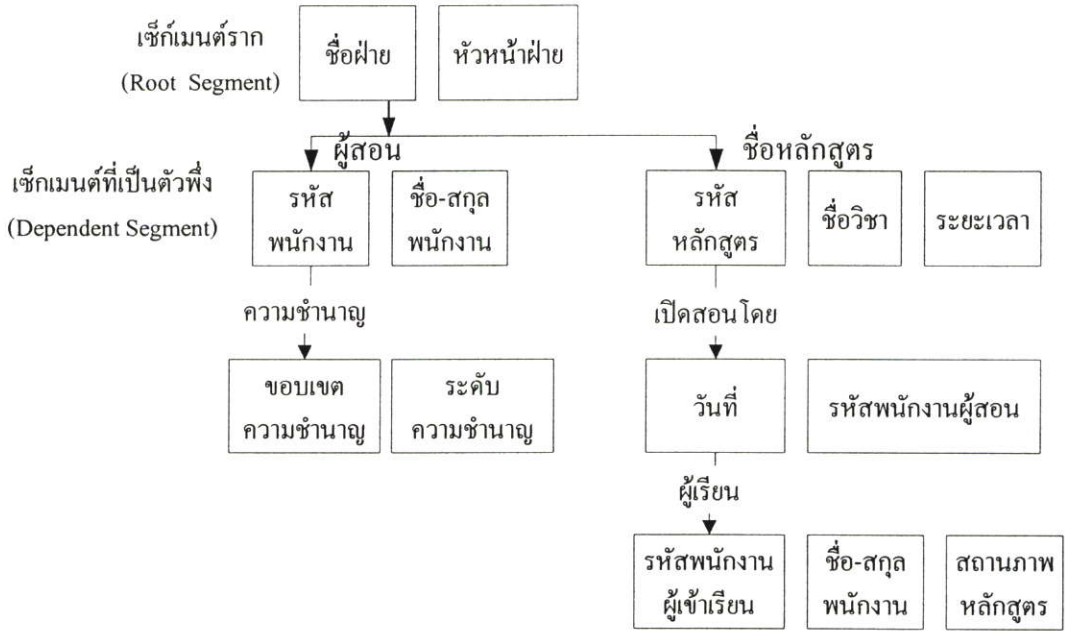 เซ็ก์เมนต์ราก
(Root Segment)
ชื่อฝ่าย
หัวหน้าฝ่าย
ผู้สอน
ชื่อหลักสูตร
เซ็กเมนต์ที่เป็นตัวพึ่ง
(Dependent Segment)
รหัส
พนักงาน
ชื่อ-สกุล
พนักงาน
รหัส
หลักสูตร
ชื่อวิชา
ระยะเวลา
ความชำนาญ
เปิดสอนโดย
ขอบเขต
ความชำนาญ
ระดับ
ความชำนาญ
วันที่
รหัสพนักงานผู้สอน
ผู้เรียน
รหัสพนักงาน
ผู้เข้าเรียน
ชื่อ-สกุล
พนักงาน
สถานภาพ
หลักสูตร